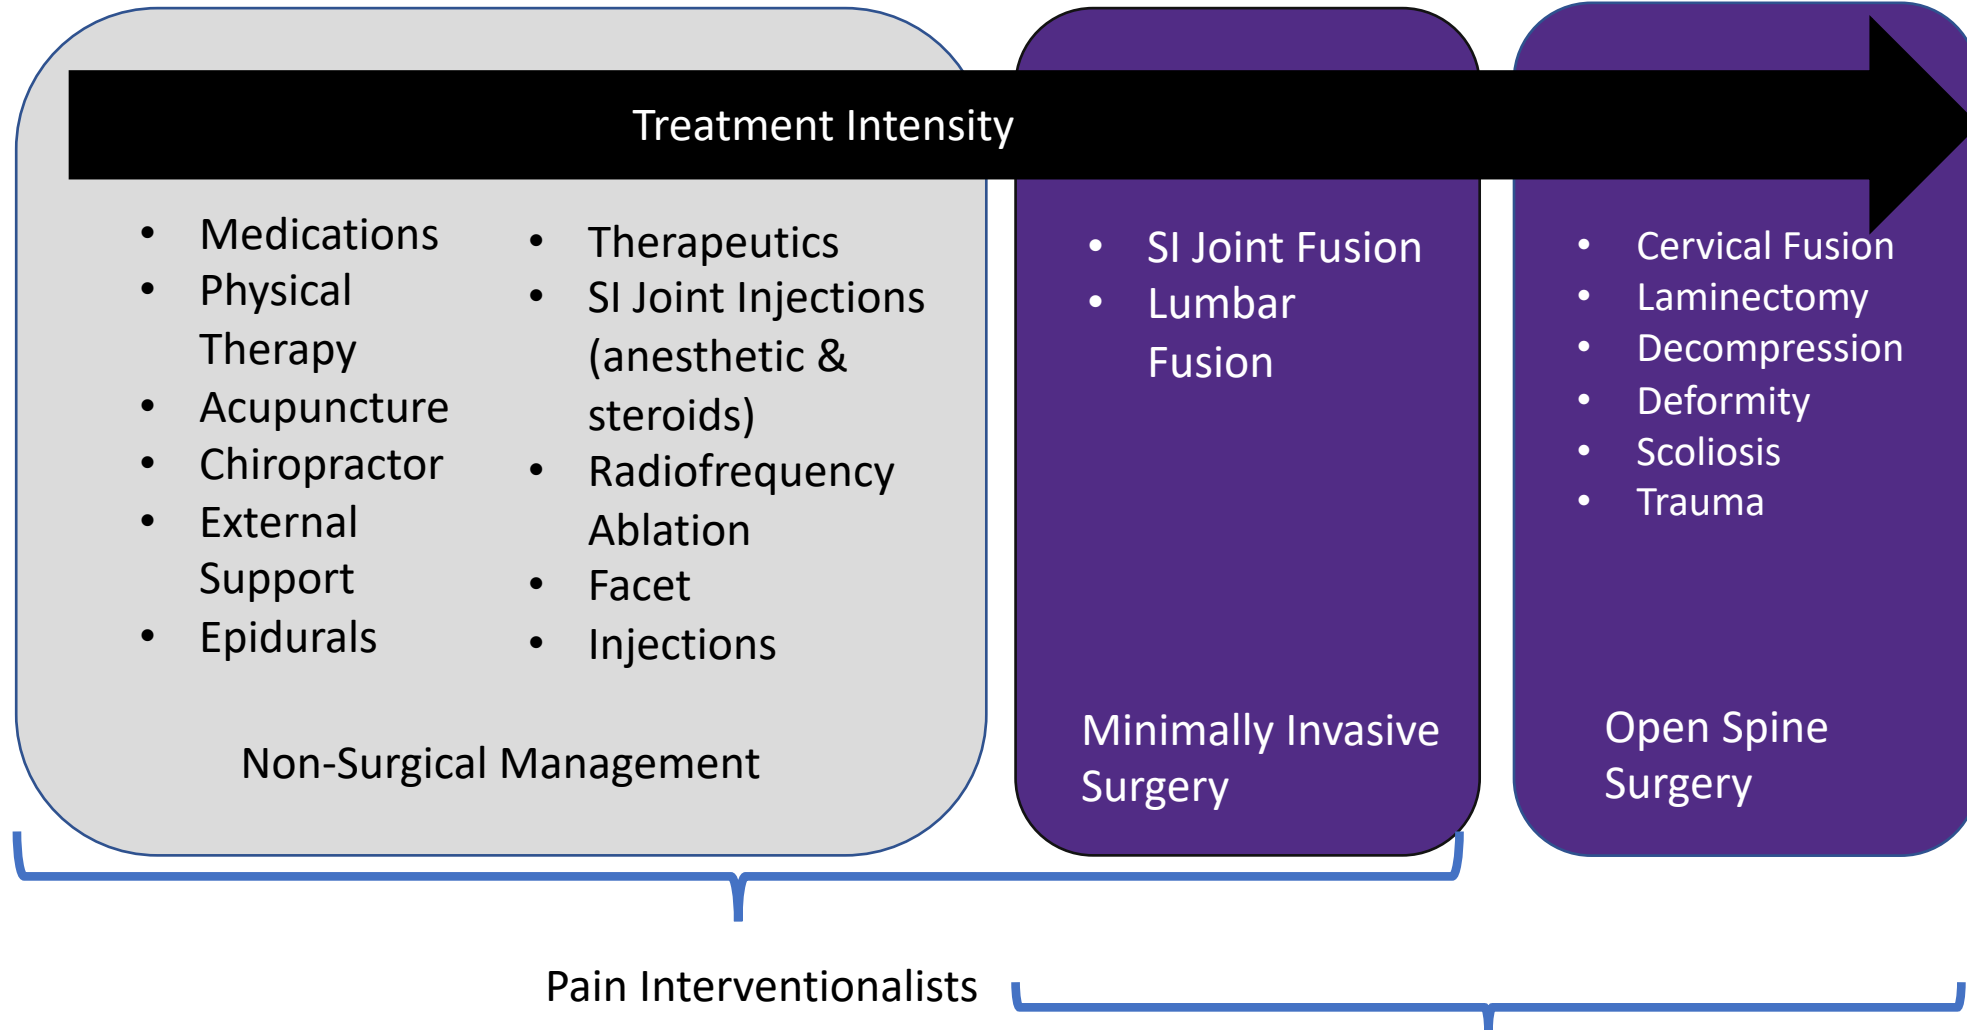 Treatment Intensity
• Medications
• Physical
Therapy
• Acupuncture
• Chiropractor
• External
Support
• Epidurals
• Therapeutics
• SI Joint Injections
(anesthetic &
steroids)
• Radiofrequency
Ablation
• Facet
• Injections
Non-Surgical Management
• SI Joint Fusion
• Lumbar
Fusion
Minimally Invasive
Surgery
• Cervical Fusion
• Laminectomy
• Decompression
• Deformity
• Scoliosis
• Trauma
Open Spine
Surgery
Pain Interventionalists